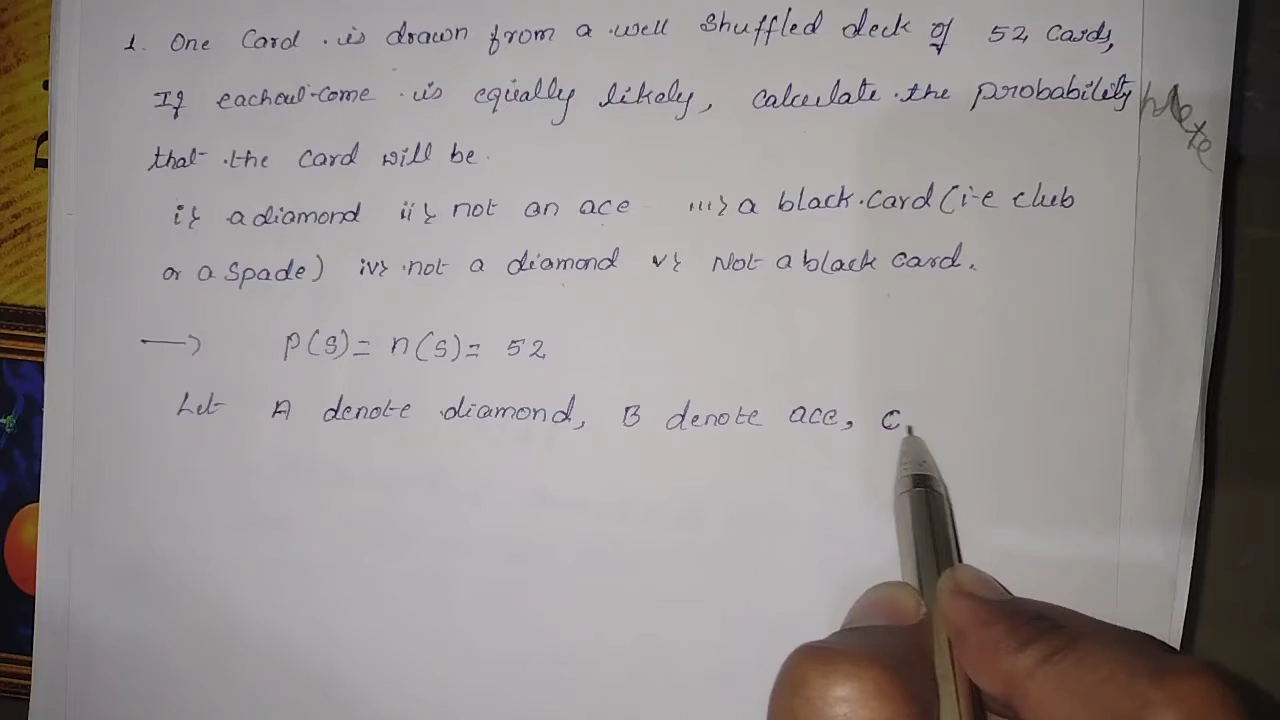 1. One Card is drawn from a well shuffled deck of 52 Cards,
If each out-come is equially likely, calculate the probability
that the card will be.
i} a diamond ii} not an ace iii} a black card (i-e club
or a Spade) iv} not a diamond v} Not a black card.
→ P(S) = n(S) = 52
Let A denote diamond, B denote ace, C